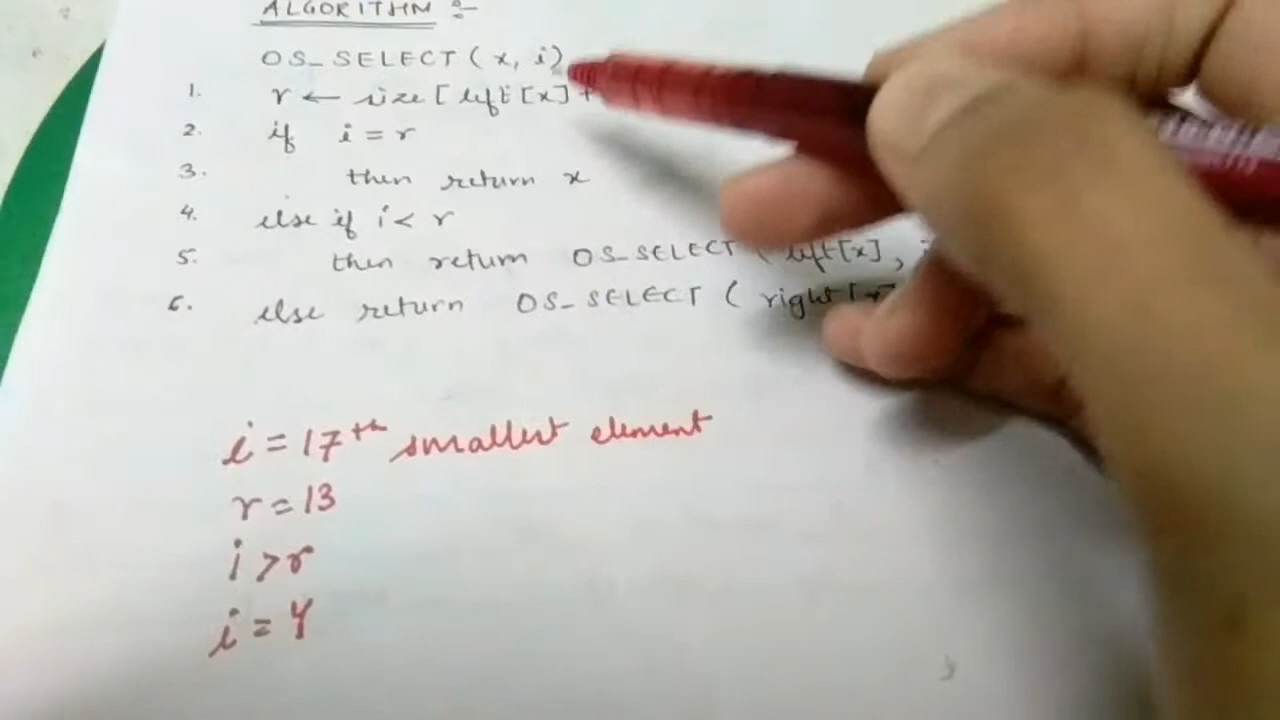 ALGORITHM :-
OS_SELECT (x, i)
1. r ← size [left [x] +
2. if i = r
3. then return x
4. else if i < r
5. then return OS_SELECT ( left[x],
6. else return OS_SELECT ( right [x]
i = 17th smallest element
r = 13
i > r
i = 4